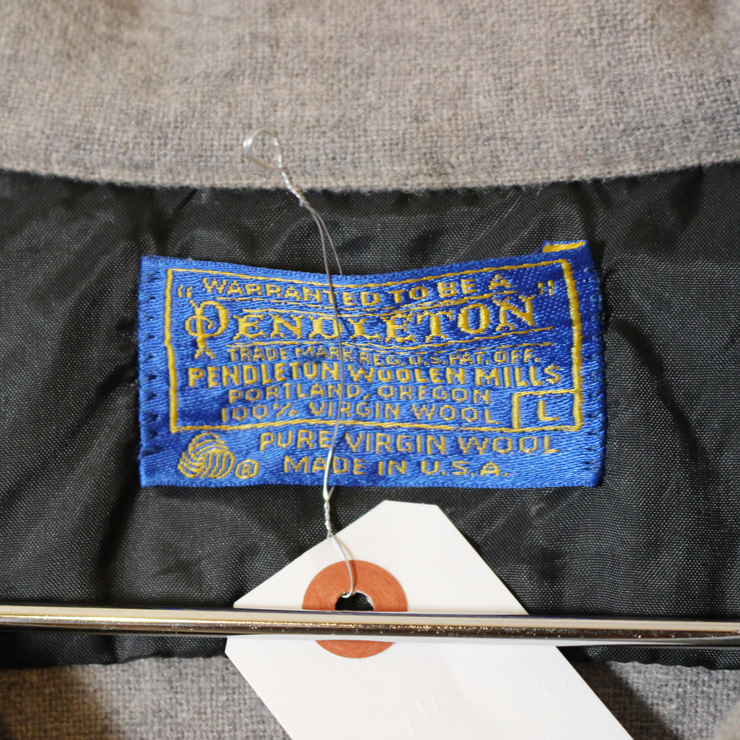 "WARRANTED TO BE A
PENDLETON"
TRADE MARK REG. U.S. PAT. OFF.
PENDLETON WOOLEN MILLS
PORTLAND, OREGON
100% VIRGIN WOOL L
PURE VIRGIN WOOL
® MADE IN U.S.A.